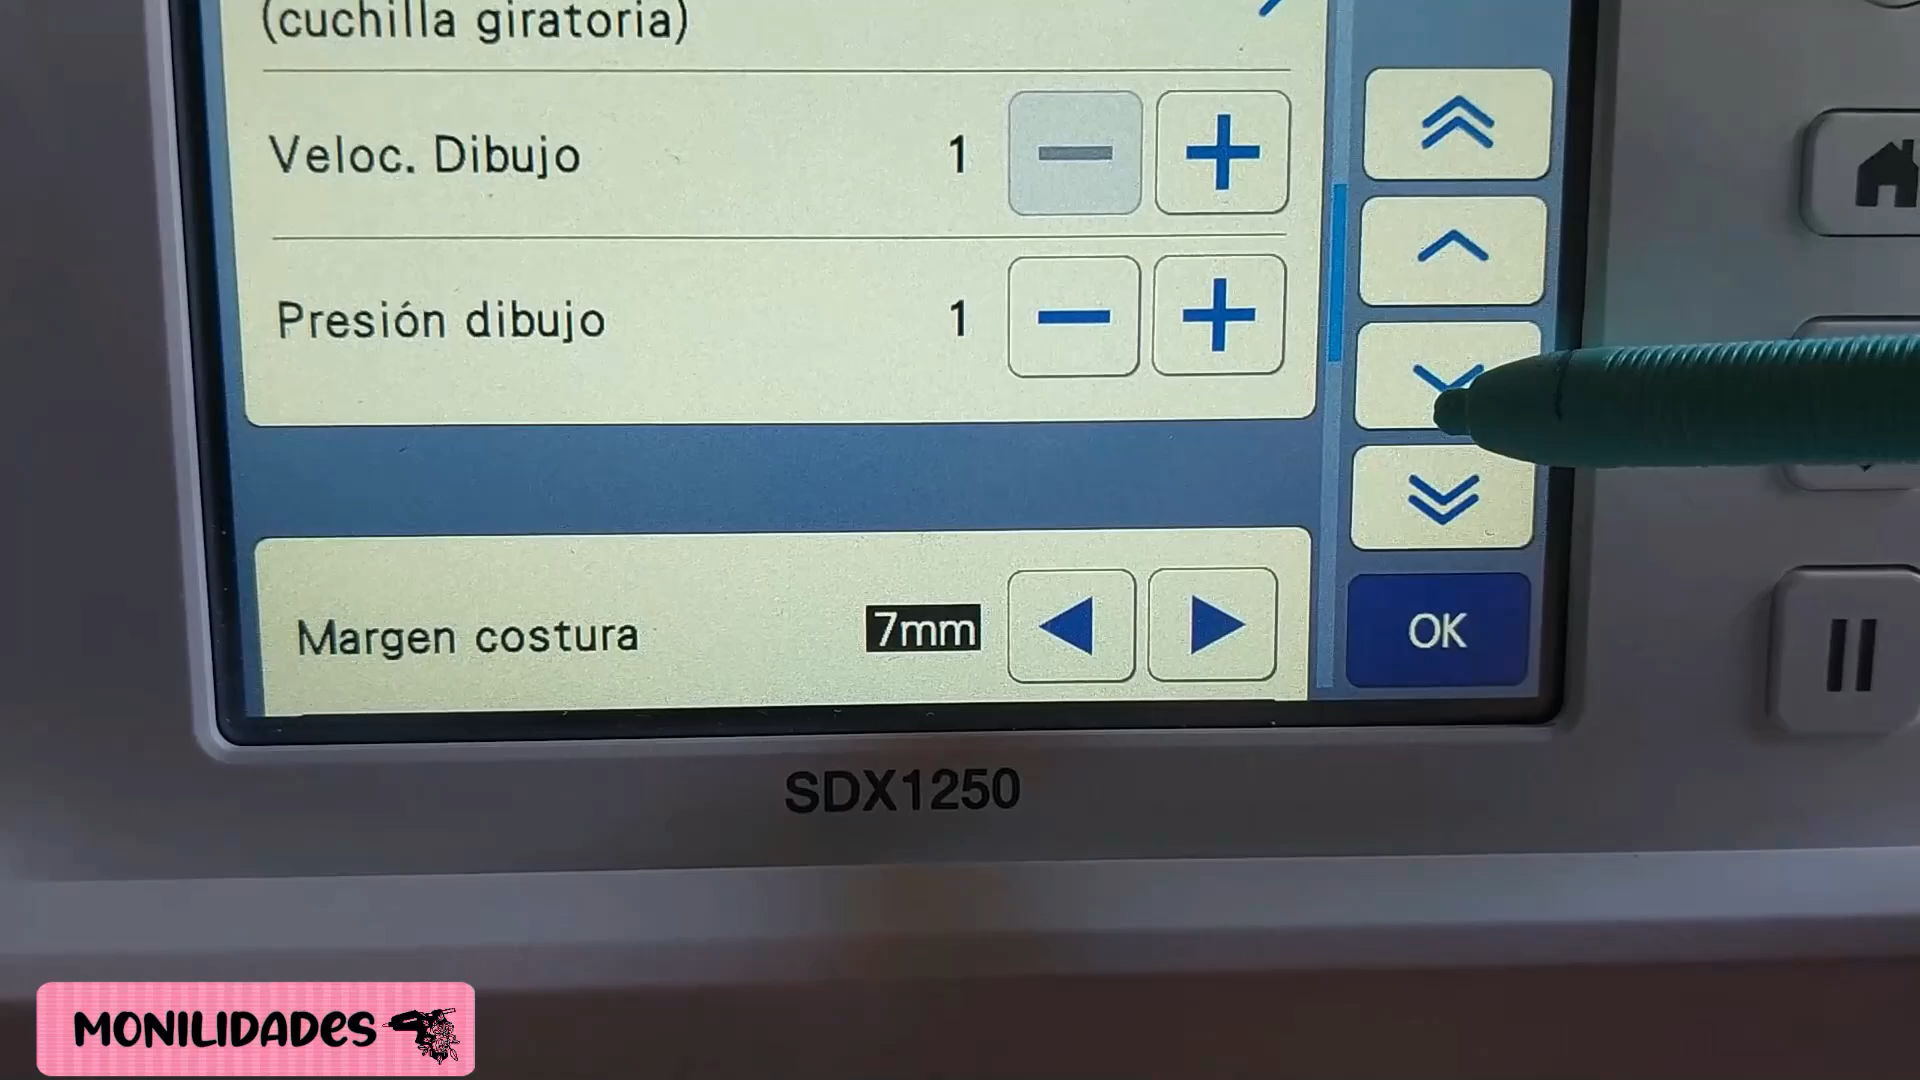 (cuchilla giratoria)
Veloc. Dibujo 1
Presión dibujo 1
Margen costura 7mm
OK
SDX1250
MONILIDADES